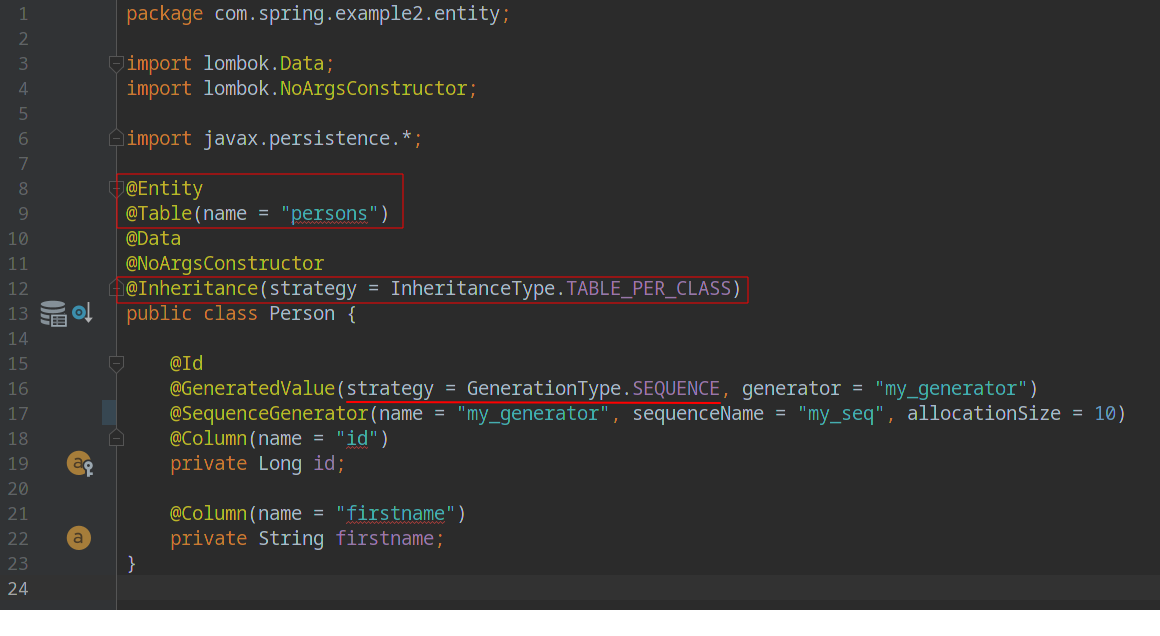 1 package com.spring.example2.entity;
2
3 import lombok.Data;
4 import lombok.NoArgsConstructor;
5
6 import javax.persistence.*;
7
8 @Entity
9 @Table(name = "persons")
10 @Data
11 @NoArgsConstructor
12 @Inheritance(strategy = InheritanceType.TABLE_PER_CLASS)
13 public class Person {
14
15     @Id
16     @GeneratedValue(strategy = GenerationType.SEQUENCE, generator = "my_generator")
17     @SequenceGenerator(name = "my_generator", sequenceName = "my_seq", allocationSize = 10)
18     @Column(name = "id")
19 a     private Long id;
20
21     @Column(name = "firstname")
22 a     private String firstname;
23 }
24